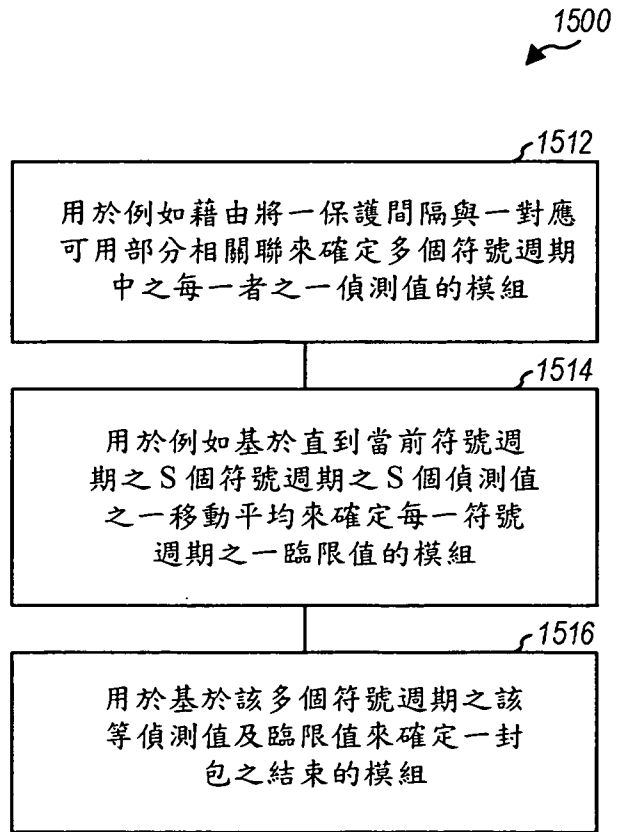 1500
1512
用於例如藉由將一保護間隔與一對應
可用部分相關聯來確定多個符號週期
中之每一者之一偵測值的模組
1514
用於例如基於直到當前符號週
期之S個符號週期之S個偵測值
之一移動平均來確定每一符號
週期之一臨限值的模組
1516
用於基於該多個符號週期之該
等偵測值及臨限值來確定一封
包之結束的模組